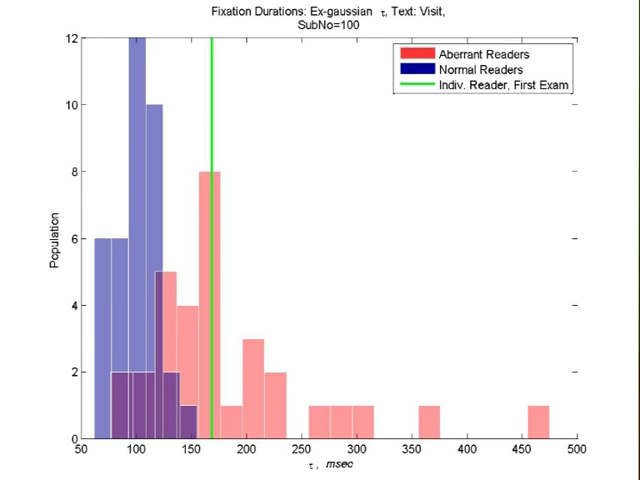 Fixation Durations: Ex-gaussian τ, Text: Visit,
SubNo=100
Aberrant Readers
Normal Readers
Indiv. Reader, First Exam
12
10
8
6
4
2
0
Population
50 100 150 200 250 300 350 400 450 500
τ, msec